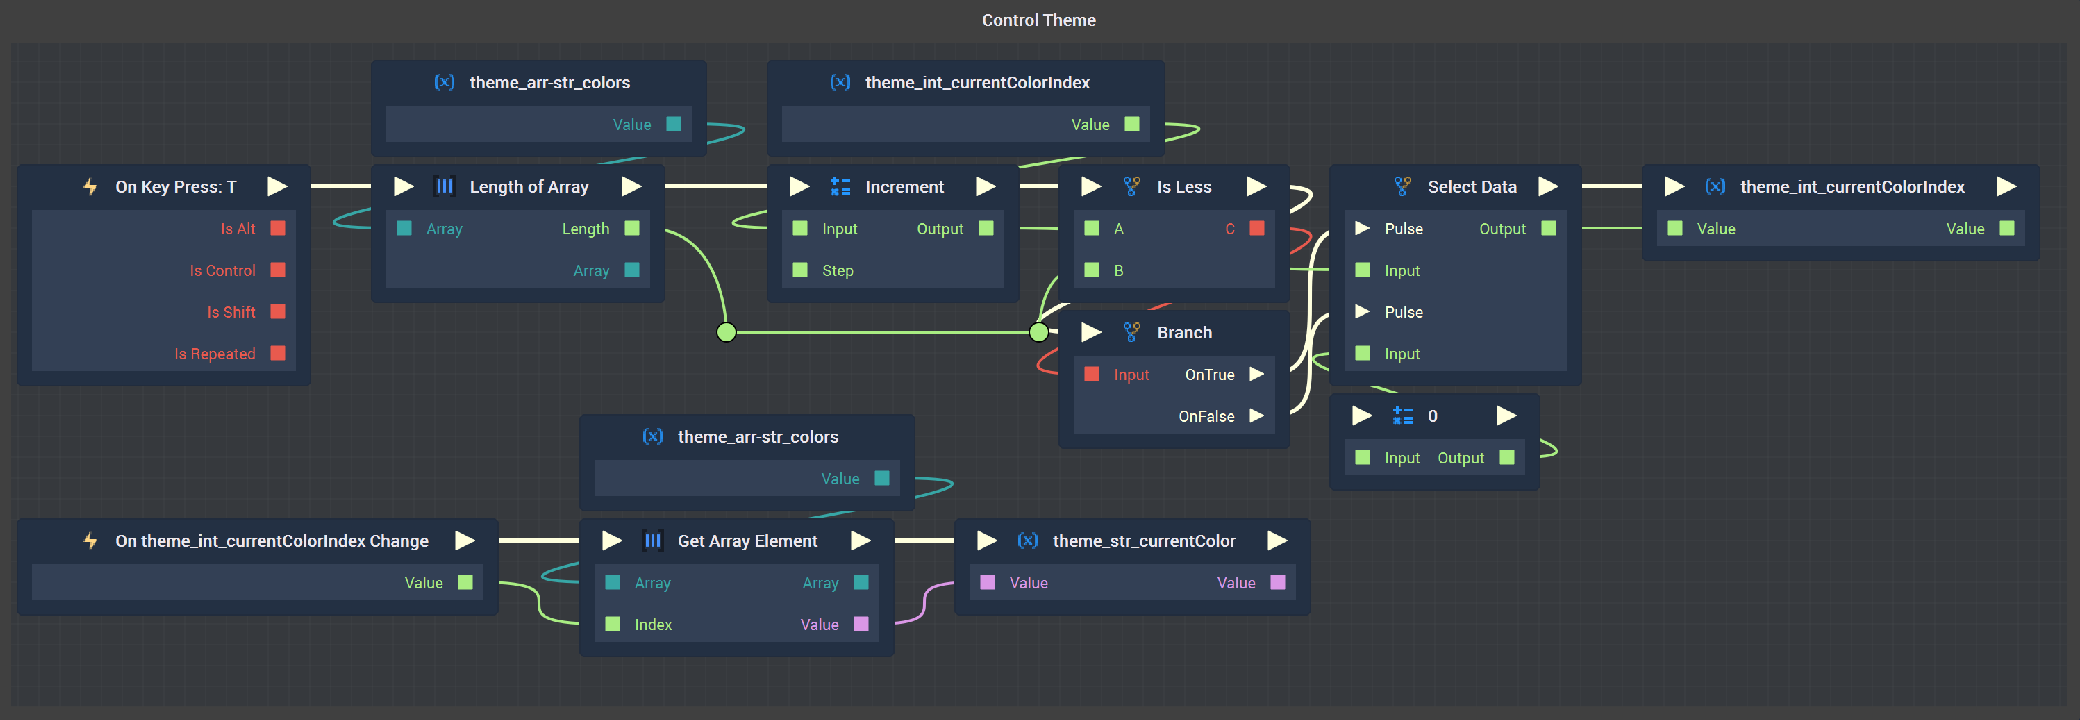 Control Theme
theme_arr-str_colors
Value
theme_int_currentColorIndex
Value
On Key Press: T
Is Alt
Is Control
Is Shift
Is Repeated
Length of Array
Array Length
Array
Increment
Input Output
Step
Is Less
A C
B
Branch
Input OnTrue
OnFalse
Select Data
Pulse Output
Input
Pulse
Input
0
Input Output
theme_int_currentColorIndex
Value Value
theme_arr-str_colors
Value
On theme_int_currentColorIndex Change
Value
Get Array Element
Array Array
Index Value
theme_str_currentColor
Value Value